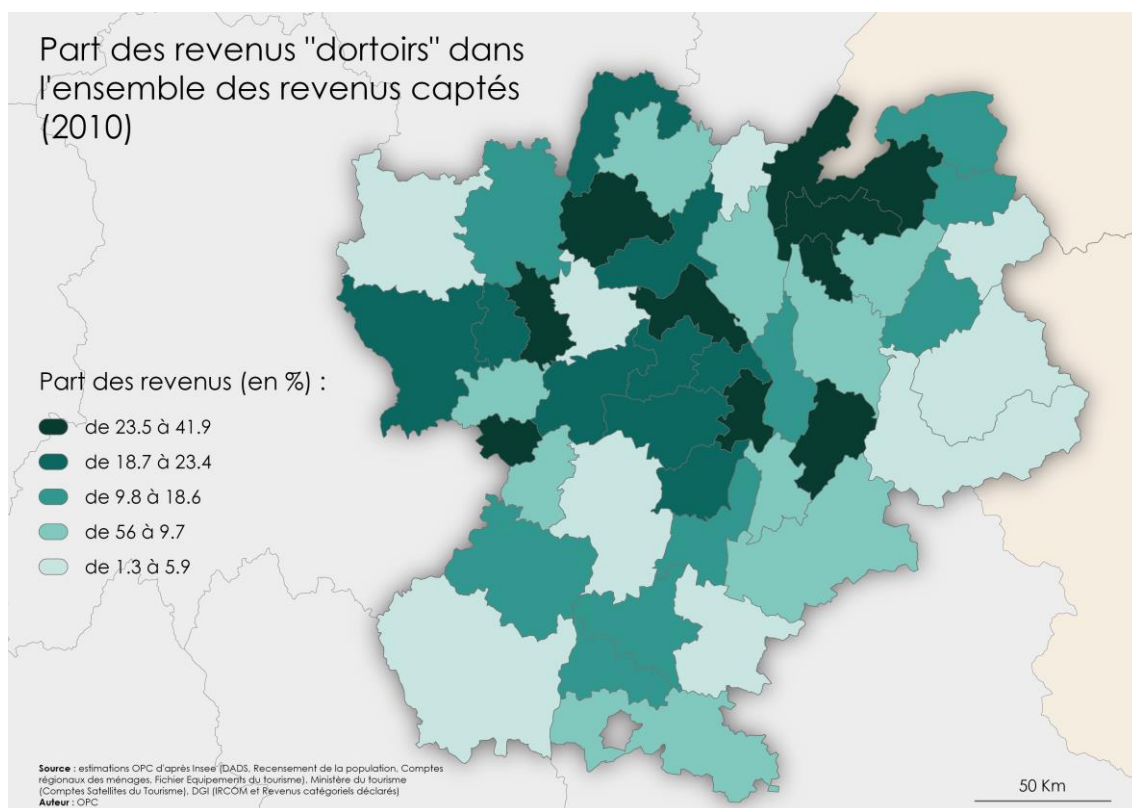 Part des revenus "dortoirs" dans
l'ensemble des revenus captés
(2010)
Part des revenus (en %) :
de 23.5 à 41.9
de 18.7 à 23.4
de 9.8 à 18.6
de 56 à 9.7
de 1.3 à 5.9
Source : estimations OPC d'après Insee (DADS, Recensement de la population, Comptes
régionaux des ménages, Fichier Equipements du tourisme), Ministère du tourisme
(Comptes Satellites du Tourisme), DGI (IRCOM et Revenus catégoriels déclarés)
Auteur : OPC
50 Km